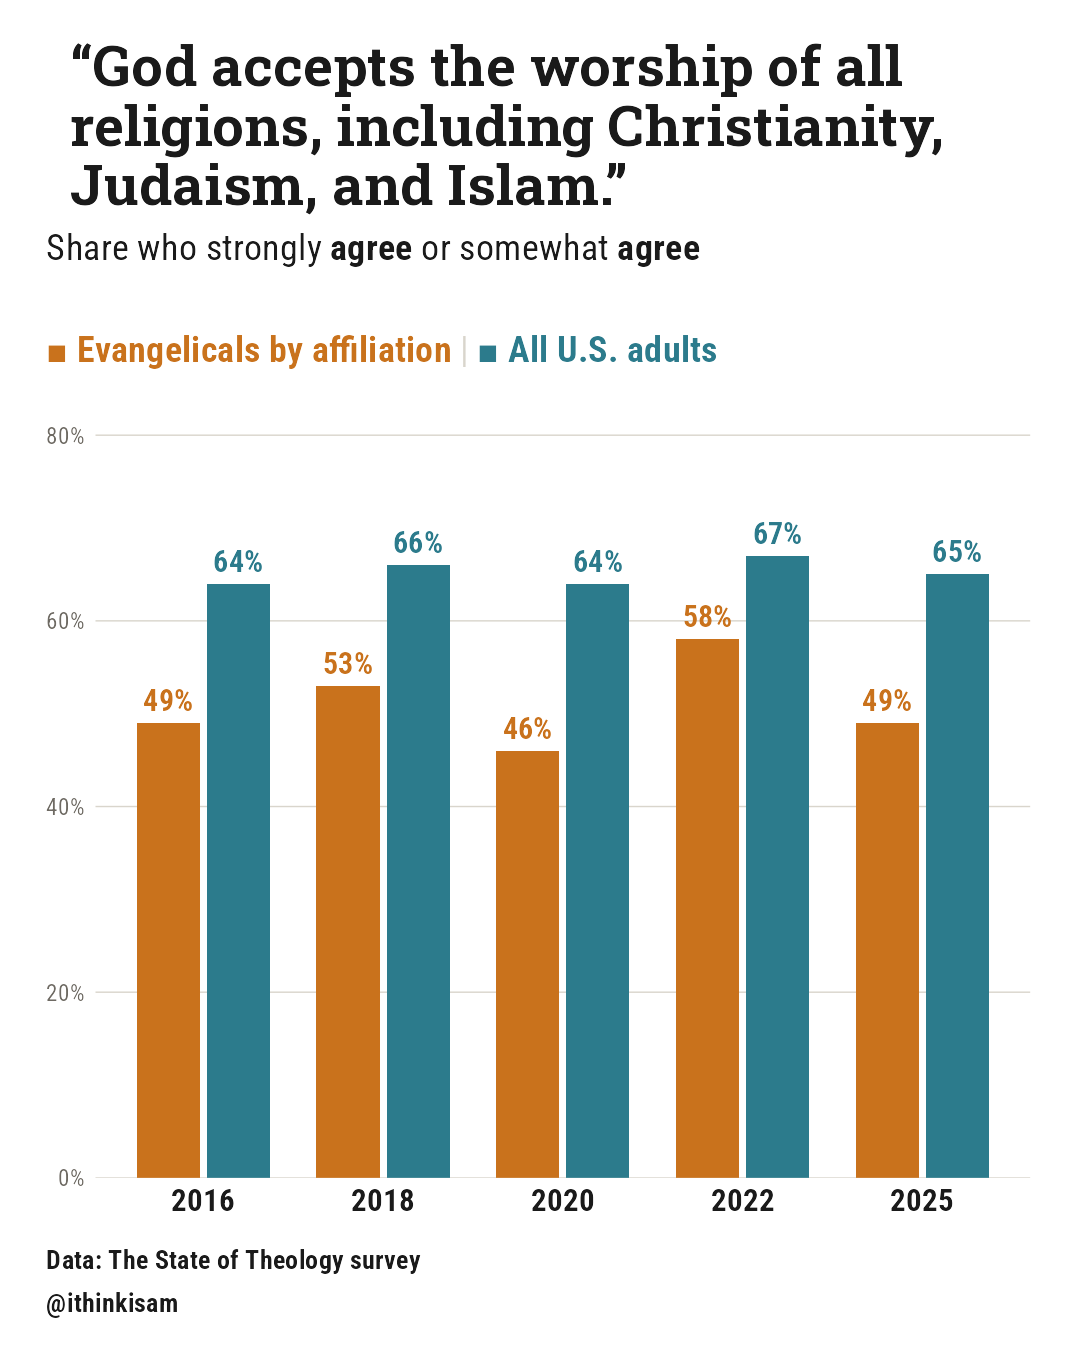 “God accepts the worship of all
religions, including Christianity,
Judaism, and Islam.”
Share who strongly agree or somewhat agree
■ Evangelicals by affiliation | ■ All U.S. adults
80%
60%
40%
20%
0%
49%
64%
53%
66%
46%
64%
58%
67%
49%
65%
2016
2018
2020
2022
2025
Data: The State of Theology survey
@ithinkisam